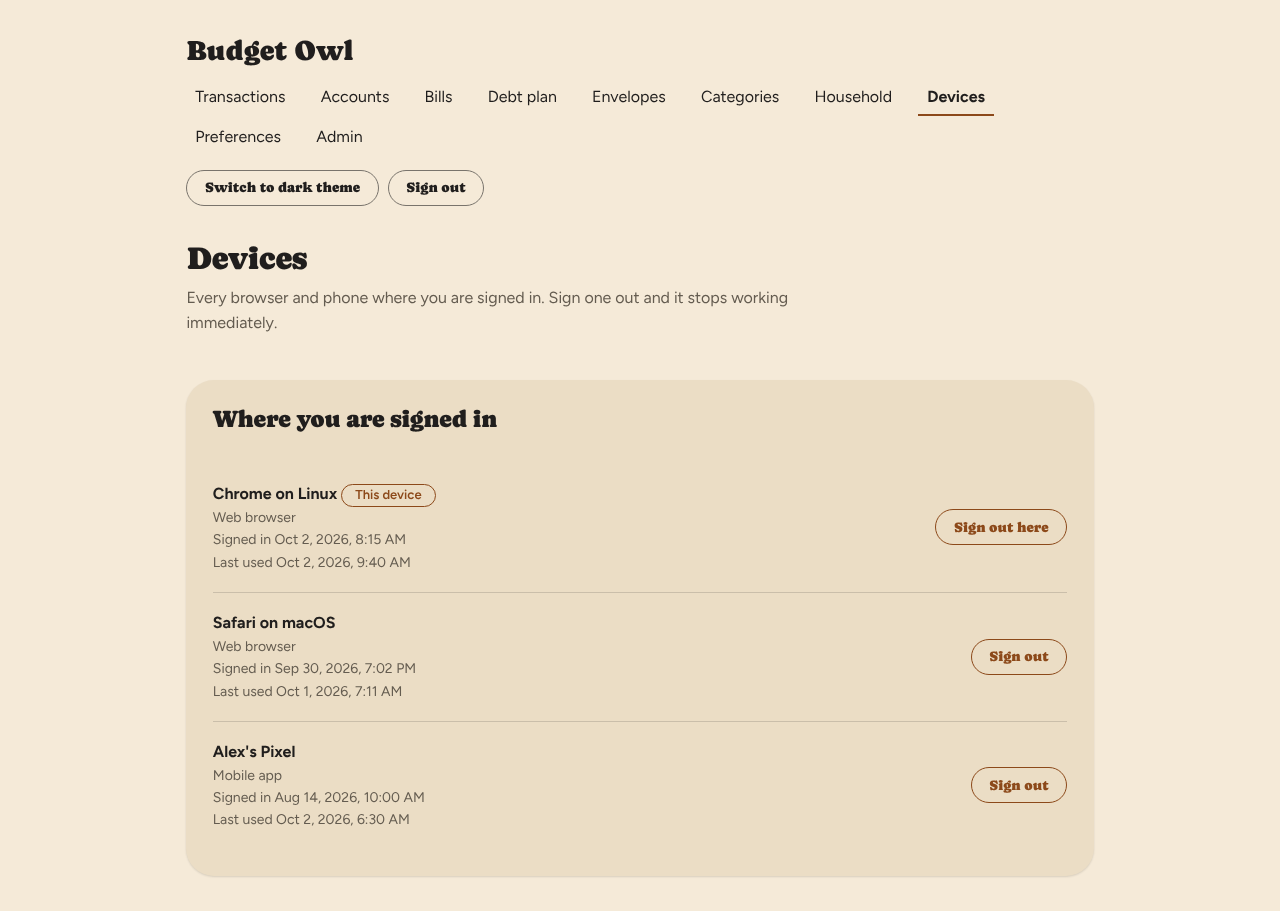 Budget Owl
Transactions Accounts Bills Debt plan Envelopes Categories Household Devices
Preferences Admin
Switch to dark theme Sign out
Devices
Every browser and phone where you are signed in. Sign one out and it stops working
immediately.
Where you are signed in
Chrome on Linux This device
Web browser
Signed in Oct 2, 2026, 8:15 AM
Last used Oct 2, 2026, 9:40 AM
Sign out here
Safari on macOS
Web browser
Signed in Sep 30, 2026, 7:02 PM
Last used Oct 1, 2026, 7:11 AM
Sign out
Alex's Pixel
Mobile app
Signed in Aug 14, 2026, 10:00 AM
Last used Oct 2, 2026, 6:30 AM
Sign out